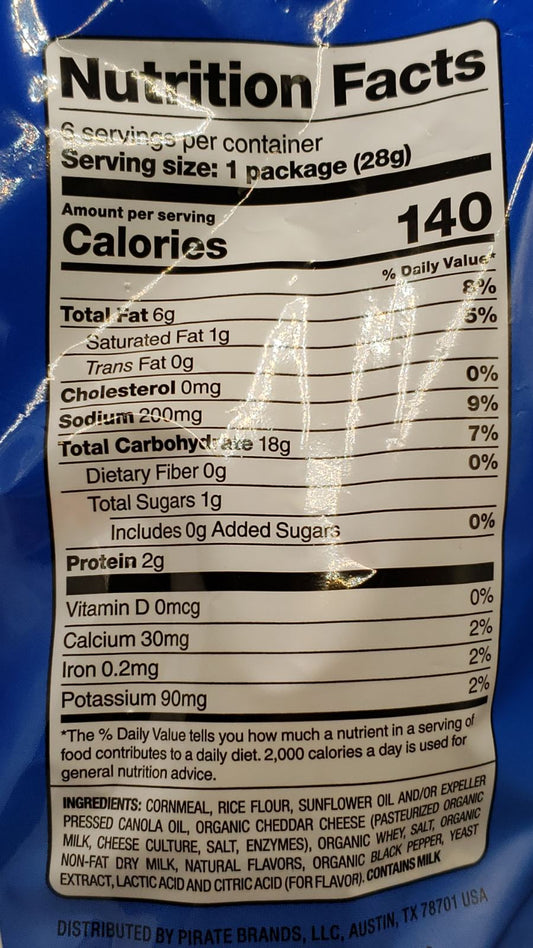 Nutrition Facts
6 servings per container
Serving size: 1 package (28g)
Amount per serving
Calories 140
% Daily Value*
Total Fat 6g 8%
Saturated Fat 1g 5%
Trans Fat 0g
Cholesterol 0mg 0%
Sodium 200mg 9%
Total Carbohydrate 18g 7%
Dietary Fiber 0g 0%
Total Sugars 1g
Includes 0g Added Sugars 0%
Protein 2g
Vitamin D 0mcg 0%
Calcium 30mg 2%
Iron 0.2mg 2%
Potassium 90mg 2%
*The % Daily Value tells you how much a nutrient in a serving of
food contributes to a daily diet. 2,000 calories a day is used for
general nutrition advice.
INGREDIENTS: CORNMEAL, RICE FLOUR, SUNFLOWER OIL AND/OR EXPELLER
PRESSED CANOLA OIL, ORGANIC CHEDDAR CHEESE (PASTEURIZED ORGANIC
MILK, CHEESE CULTURE, SALT, ENZYMES), ORGANIC WHEY, SALT, ORGANIC
NON-FAT DRY MILK, NATURAL FLAVORS, ORGANIC BLACK PEPPER, YEAST
EXTRACT, LACTIC ACID AND CITRIC ACID (FOR FLAVOR). CONTAINS MILK
DISTRIBUTED BY PIRATE BRANDS, LLC, AUSTIN, TX 78701 USA